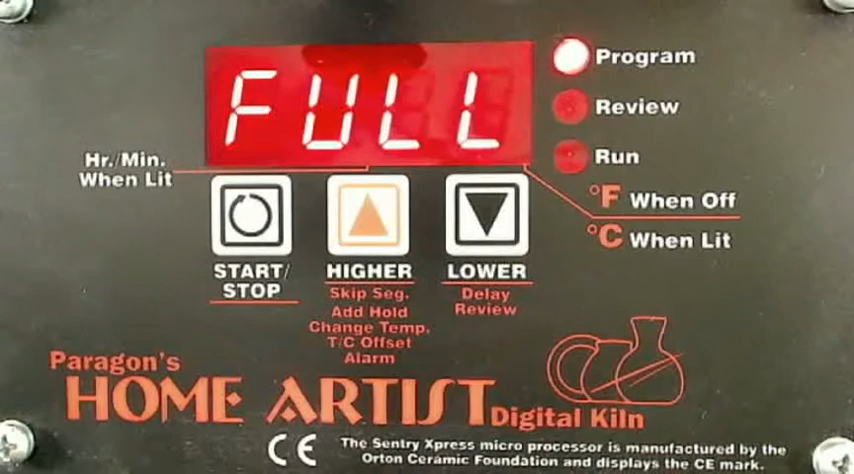 FULL
Program
Review
Run
Hr./Min.
When Lit
°F When Off
°C When Lit
START/
STOP
HIGHER
Skip Seg.
Add Hold
Change Temp.
T/C Offset
Alarm
LOWER
Delay
Review
Paragon's
HOME ARTIST Digital Kiln
CE The Sentry Xpress micro processor is manufactured by the
Orton Ceramic Foundation and displays the CE mark.